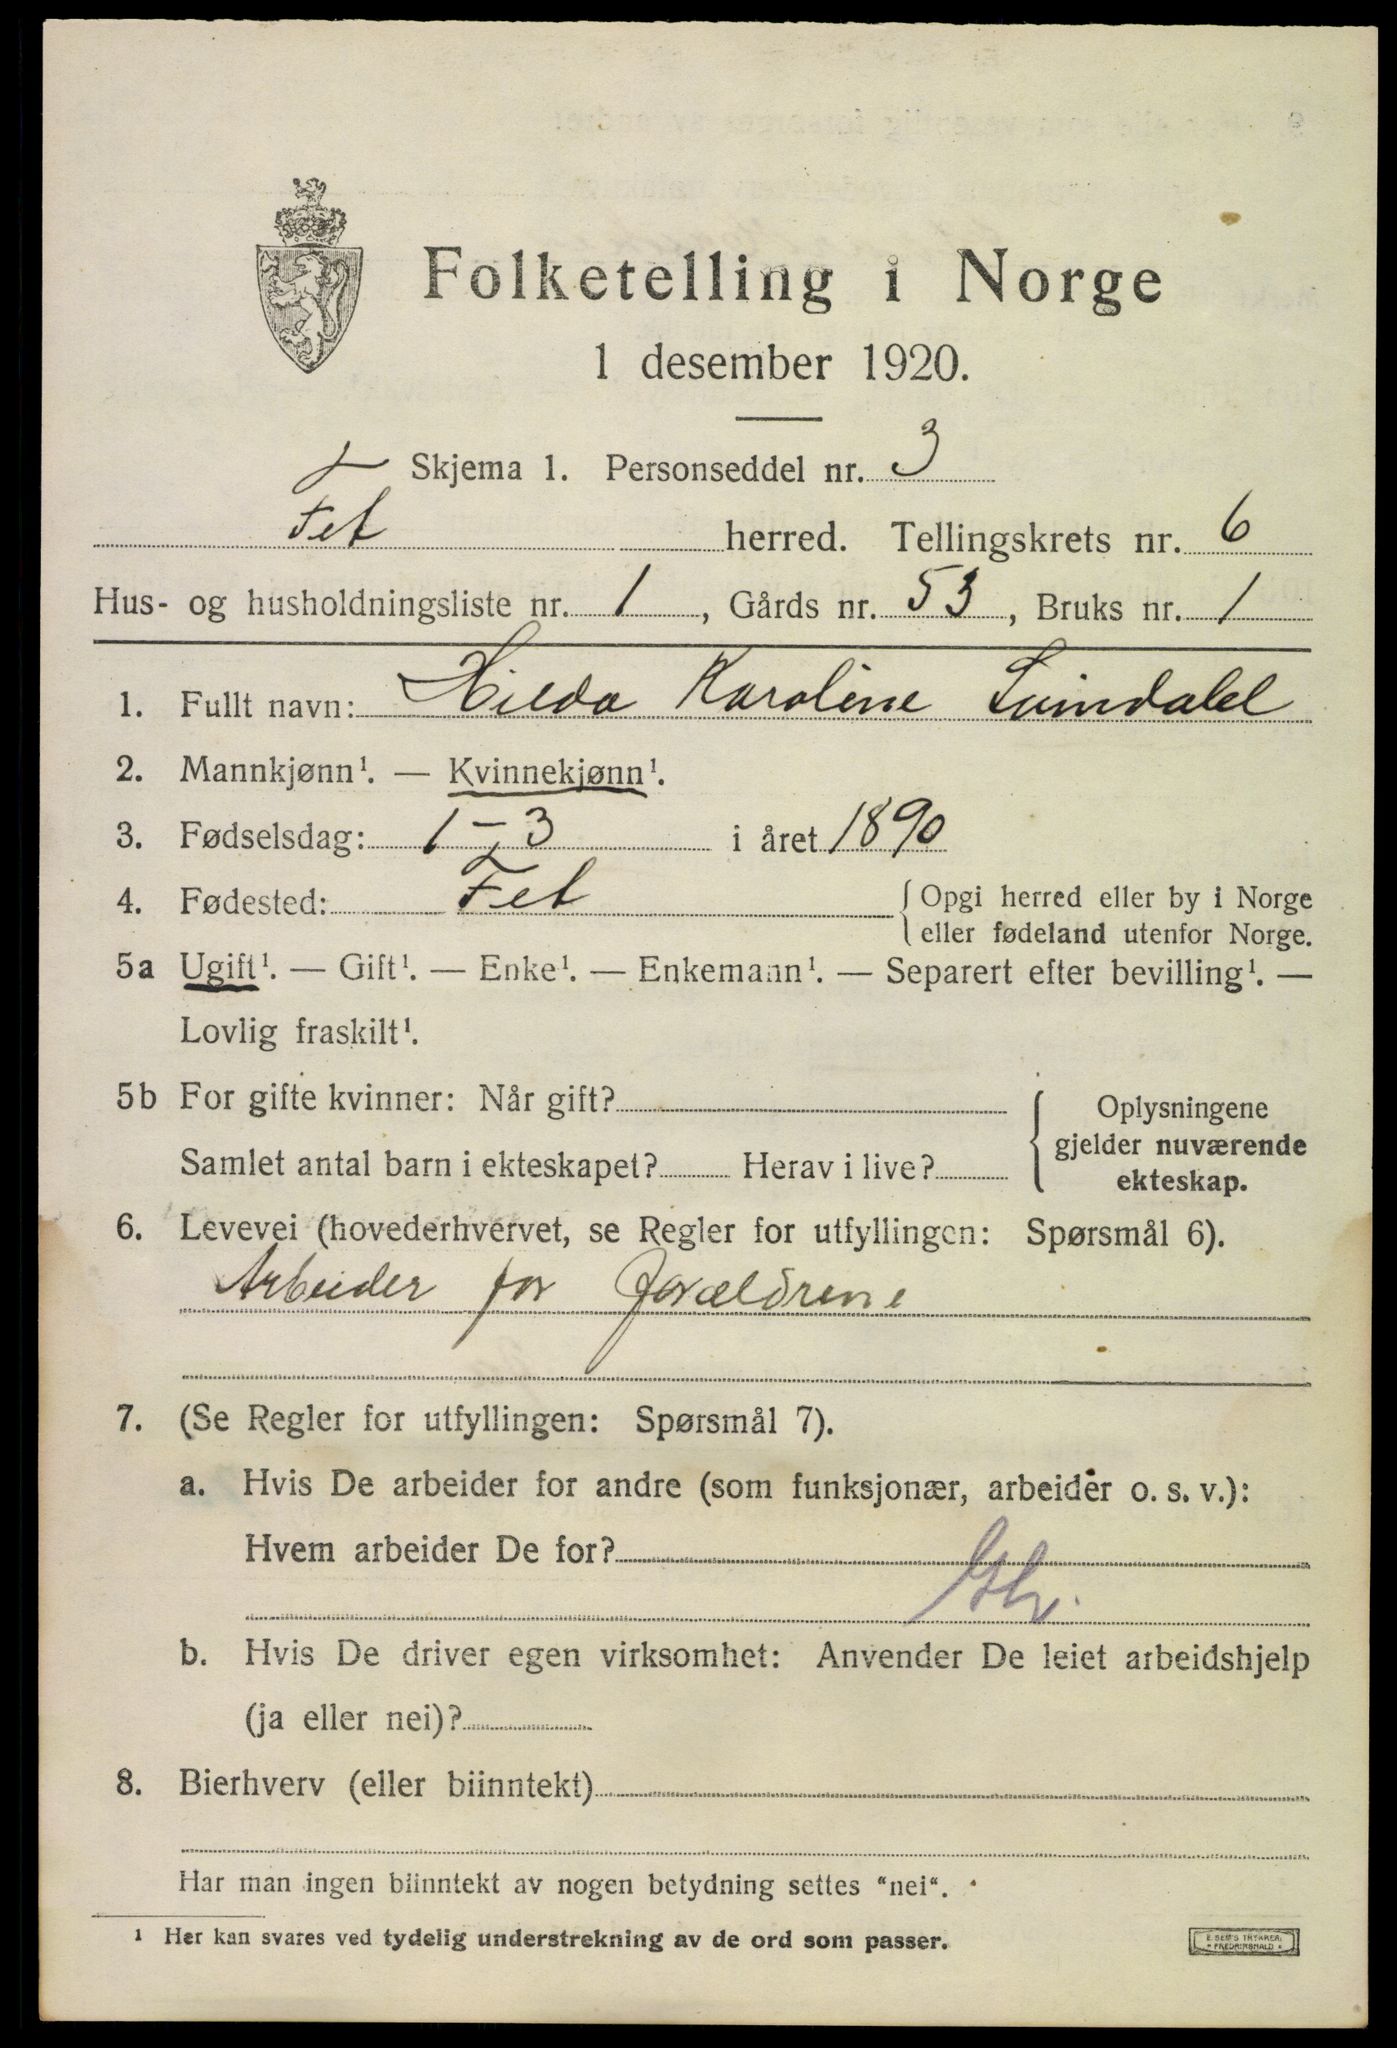 Folketelling i Norge
1 desember 1920.
Skjema 1. Personseddel nr. 3
Fet herred. Tellingskrets nr. 6
Hus- og husholdningsliste nr. 1, Gårds nr. 53, Bruks nr. 1
1. Fullt navn: Hilda Karoline
2. Mannkjønn¹. — Kvinnekjønn¹.
3. Fødselsdag: 1-3 i året 1890
4. Fødested: Fet { Opgi herred eller by i Norge
eller fødeland utenfor Norge.
5a Ugift¹. — Gift¹. — Enke¹. — Enkemann¹. — Separert efter bevilling¹. —
Lovlig fraskilt¹.
5b For gifte kvinner: Når gift?
Samlet antal barn i ekteskapet? Herav i live?
{ Oplysningene
gjelder nuværende
ekteskap.
6. Levevei (hovederhvervet, se Regler for utfyllingen: Spørsmål 6).
Arbeider for forældrene
7. (Se Regler for utfyllingen: Spørsmål 7).
a. Hvis De arbeider for andre (som funksjonær, arbeider o. s. v.):
Hvem arbeider De for?
b. Hvis De driver egen virksomhet: Anvender De leiet arbeidshjelp
(ja eller nei)?
8. Bierhverv (eller biinntekt)
Har man ingen biinntekt av nogen betydning settes "nei".
¹ Her kan svares ved tydelig understrekning av de ord som passer.
E. SEM'S TRYKKERI
FREDRIKSHALD